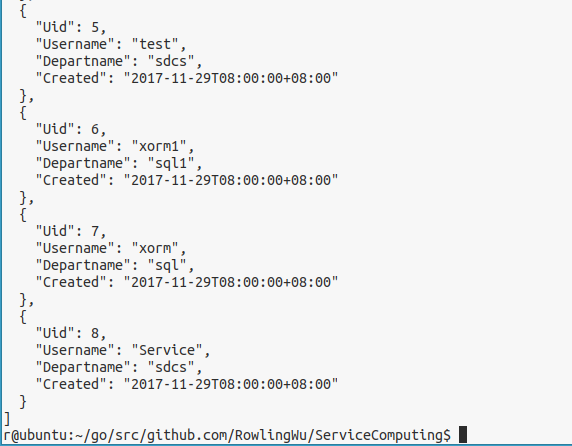 },
{
"Uid": 5,
"Username": "test",
"Departname": "sdcs",
"Created": "2017-11-29T08:00:00+08:00"
},
{
"Uid": 6,
"Username": "xorm1",
"Departname": "sql1",
"Created": "2017-11-29T08:00:00+08:00"
},
{
"Uid": 7,
"Username": "xorm",
"Departname": "sql",
"Created": "2017-11-29T08:00:00+08:00"
},
{
"Uid": 8,
"Username": "Service",
"Departname": "sdcs",
"Created": "2017-11-29T08:00:00+08:00"
}
]
r@ubuntu:~/go/src/github.com/RowlingWu/ServiceComputing$